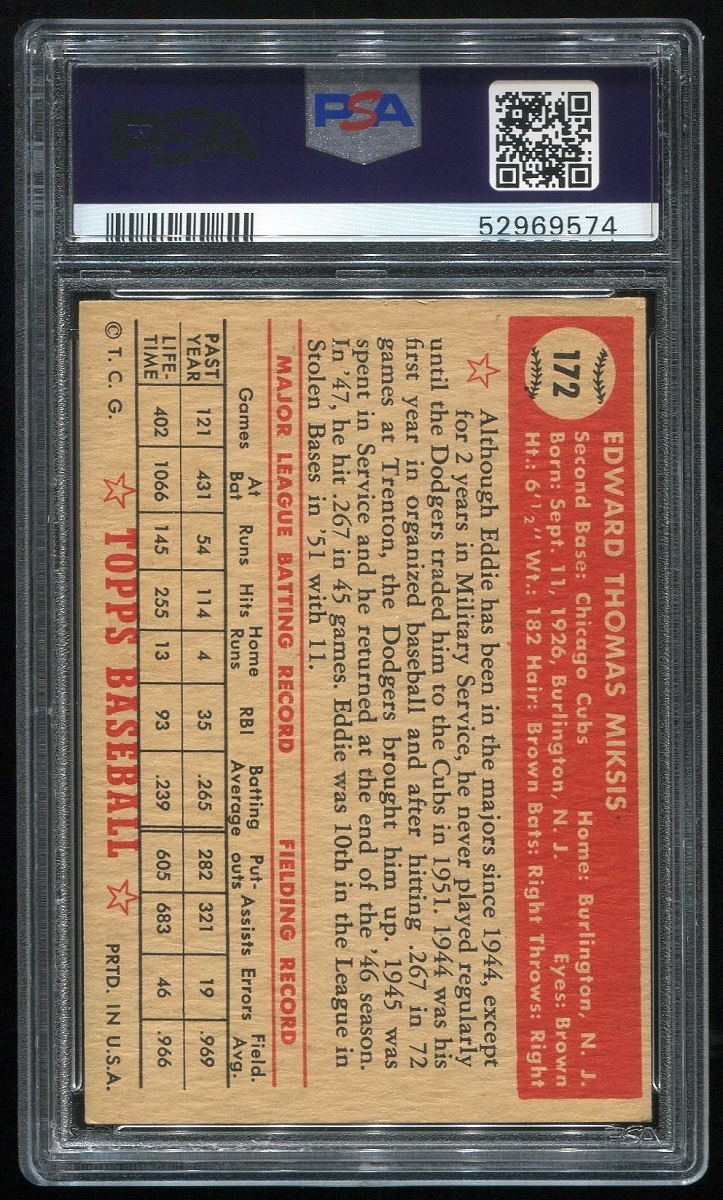 PSA
PSA
52969574
172
EDWARD THOMAS MIKSIS
Second Base: Chicago Cubs Home: Burlington, N. J.
Born: Sept. 11, 1926, Burlington, N. J. Eyes: Brown
Ht.: 6'½" Wt.: 182 Hair: Brown Bats: Right Throws: Right
Although Eddie has been in the majors since 1944, except
for 2 years in Military Service, he never played regularly
until the Dodgers traded him to the Cubs in 1951. 1944 was his
first year in organized baseball and after hitting .267 in 72
games at Trenton, the Dodgers brought him up. 1945 was
spent in Service and he returned at the end of the '46 season.
In '47, he hit .267 in 45 games. Eddie was 10th in the League in
Stolen Bases in '51 with 11.
MAJOR LEAGUE BATTING RECORD FIELDING RECORD
Games At Bat Runs Hits Home Runs RBI Batting Average Put-outs Assists Errors Field. Avg.
PAST YEAR 121 431 54 114 4 35 .265 282 321 19 .969
LIFE-TIME 402 1066 145 255 13 93 .239 605 683 46 .966
© T. C. G. TOPPS BASEBALL PRTD. IN U.S.A.
PSA